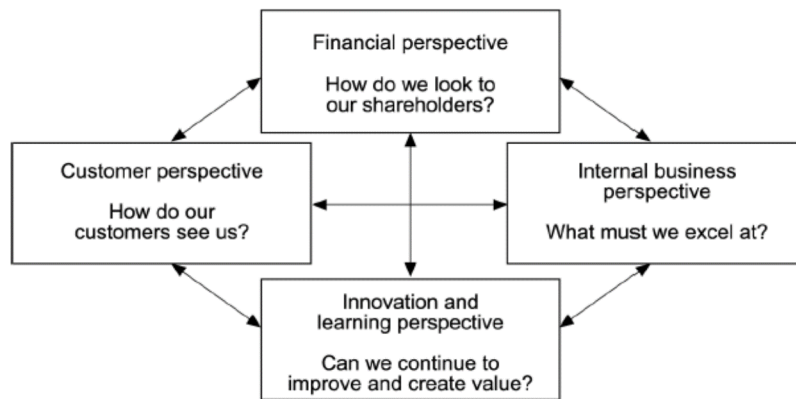 Financial perspective
How do we look to
our shareholders?
Customer perspective
How do our
customers see us?
Internal business
perspective
What must we excel at?
Innovation and
learning perspective
Can we continue to
improve and create value?